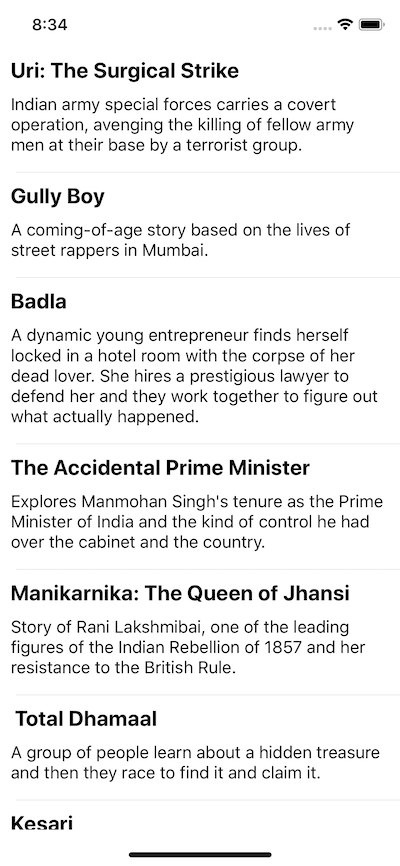 8:34
Uri: The Surgical Strike
Indian army special forces carries a covert
operation, avenging the killing of fellow army
men at their base by a terrorist group.
Gully Boy
A coming-of-age story based on the lives of
street rappers in Mumbai.
Badla
A dynamic young entrepreneur finds herself
locked in a hotel room with the corpse of her
dead lover. She hires a prestigious lawyer to
defend her and they work together to figure out
what actually happened.
The Accidental Prime Minister
Explores Manmohan Singh's tenure as the Prime
Minister of India and the kind of control he had
over the cabinet and the country.
Manikarnika: The Queen of Jhansi
Story of Rani Lakshmibai, one of the leading
figures of the Indian Rebellion of 1857 and her
resistance to the British Rule.
Total Dhamaal
A group of people learn about a hidden treasure
and then they race to find it and claim it.
Kesari